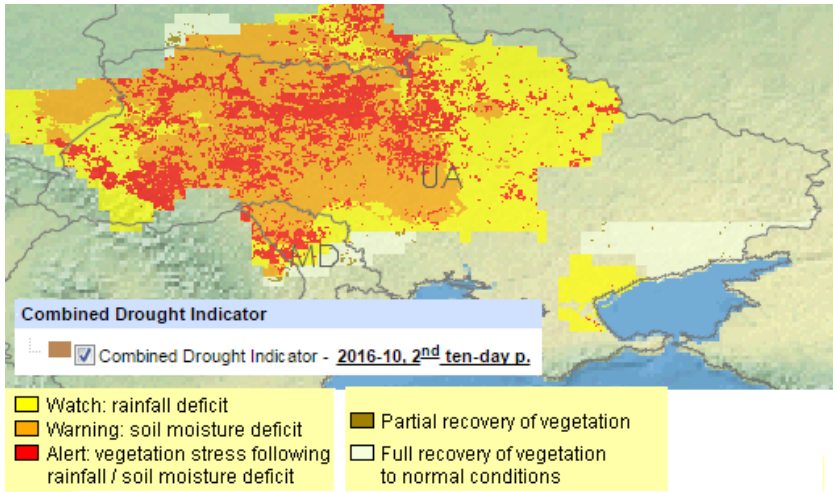 UA
MD
Combined Drought Indicator
Combined Drought Indicator - 2016-10, 2nd ten-day p.
Watch: rainfall deficit
Warning: soil moisture deficit
Alert: vegetation stress following
rainfall / soil moisture deficit
Partial recovery of vegetation
Full recovery of vegetation
to normal conditions